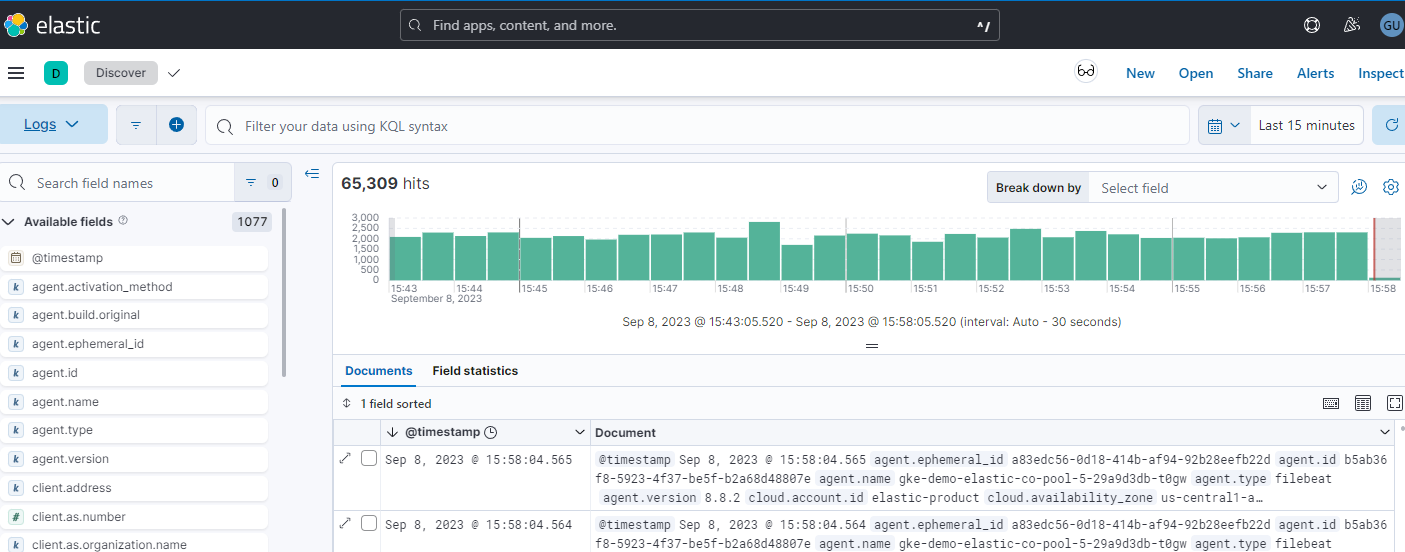 elastic
Find apps, content, and more.
^/
GU
D
Discover
New
Open
Share
Alerts
Inspect
Logs
Filter your data using KQL syntax
Last 15 minutes
Search field names
0
65,309 hits
Break down by
Select field
Available fields
1077
@timestamp
k agent.activation_method
k agent.build.original
k agent.ephemeral_id
k agent.id
k agent.name
k agent.type
k agent.version
k client.address
# client.as.number
k client.as.organization.name
3,000
2,500
2,000
1,500
1,000
500
0
15:43 15:44 15:45 15:46 15:47 15:48 15:49 15:50 15:51 15:52 15:53 15:54 15:55 15:56 15:57 15:58
September 8, 2023
Sep 8, 2023 @ 15:43:05.520 - Sep 8, 2023 @ 15:58:05.520 (interval: Auto - 30 seconds)
Documents
Field statistics
1 field sorted
@timestamp
Document
Sep 8, 2023 @ 15:58:04.565
@timestamp Sep 8, 2023 @ 15:58:04.565 agent.ephemeral_id a83edc56-0d18-414b-af94-92b28eefb22d agent.id b5ab36
f8-5923-4f37-be5f-b2a68d48807e agent.name gke-demo-elastic-co-pool-5-29a9d3db-t0gw agent.type filebeat
agent.version 8.8.2 cloud.account.id elastic-product cloud.availability_zone us-central1-a…
Sep 8, 2023 @ 15:58:04.564
@timestamp Sep 8, 2023 @ 15:58:04.564 agent.ephemeral_id a83edc56-0d18-414b-af94-92b28eefb22d agent.id b5ab36
f8-5923-4f37-be5f-b2a68d48807e agent.name gke-demo-elastic-co-pool-5-29a9d3db-t0gw agent.type filebeat